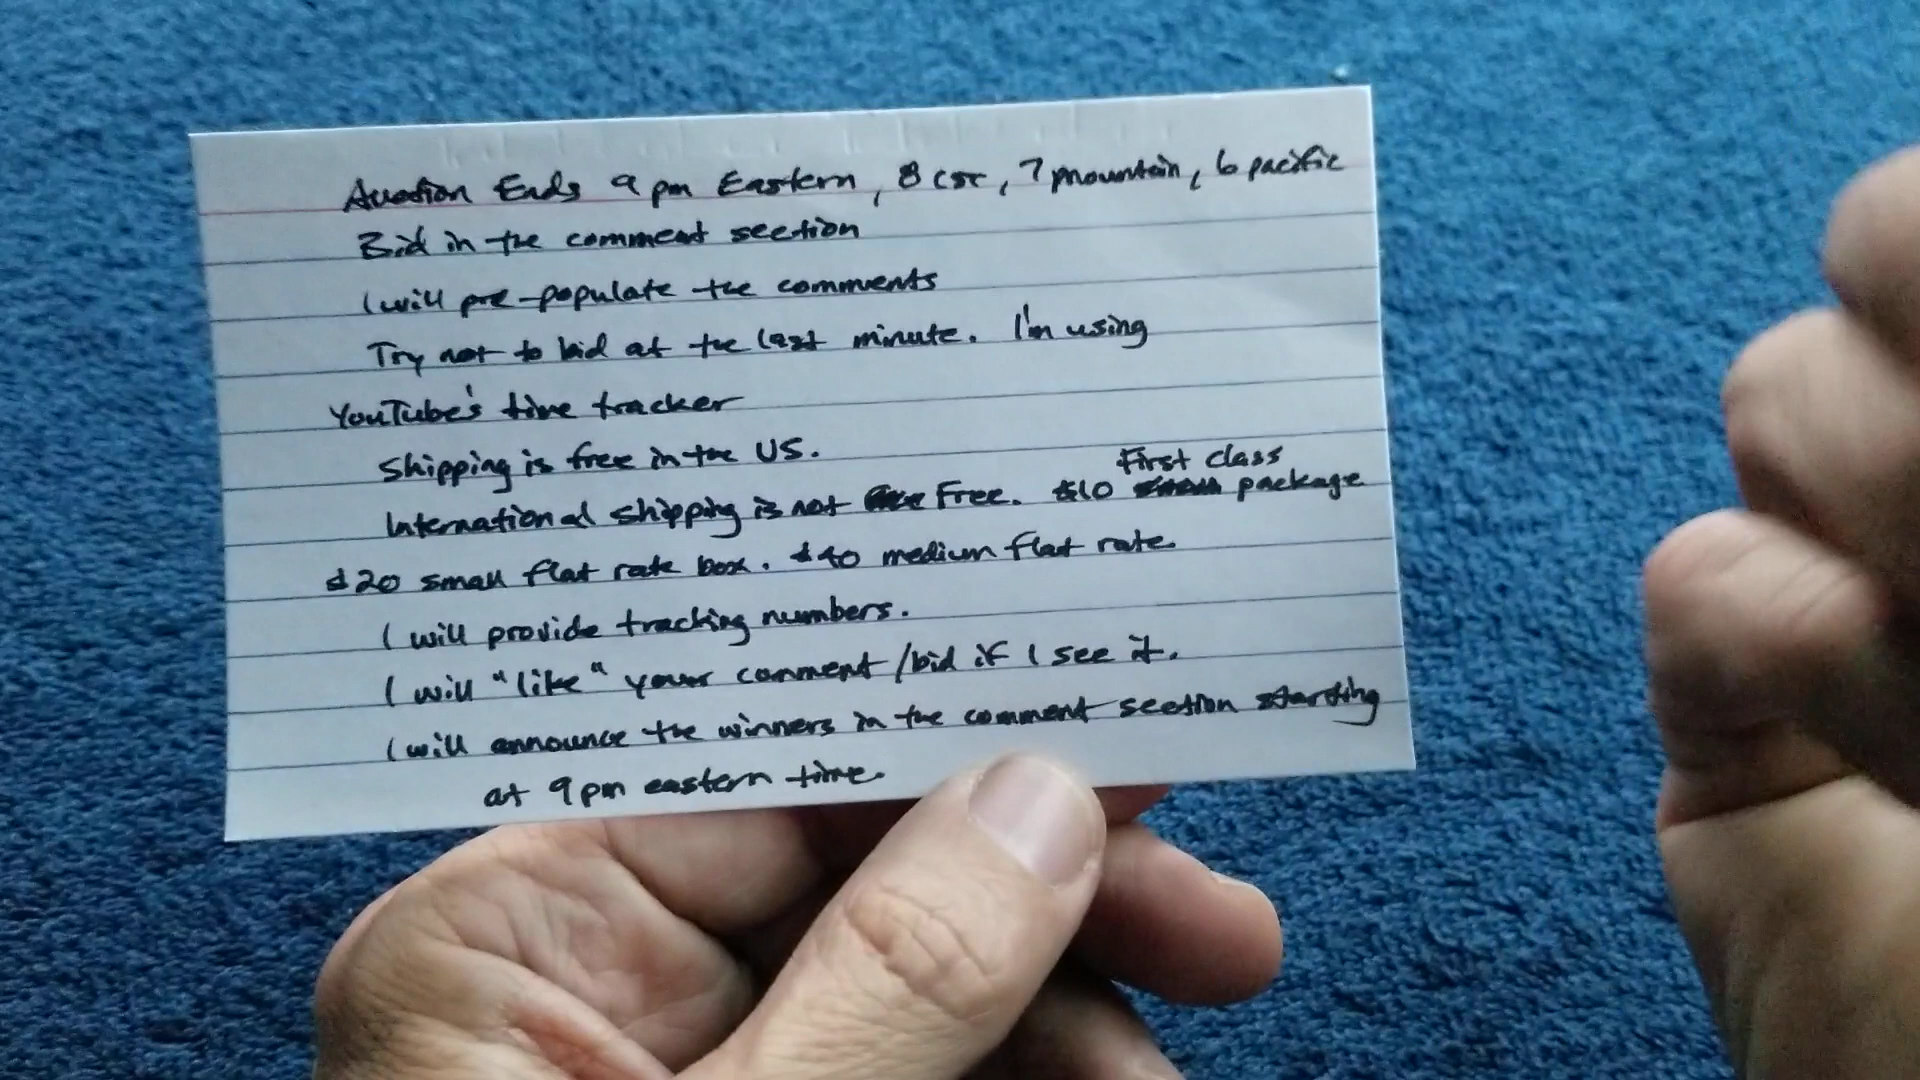 Auction Ends 9 pm Eastern, 8 CST, 7 mountain, 6 pacific
Bid in the comment section
I will pre-populate the comments
Try not to bid at the last minute. I'm using
YouTube's time tracker
Shipping is free in the US.
First class
International shipping is not Free. $10 package
$20 small flat rate box. $40 medium flat rate.
I will provide tracking numbers.
I will "like" your comment/bid if I see it.
I will announce the winners in the comment section starting
at 9pm eastern time.